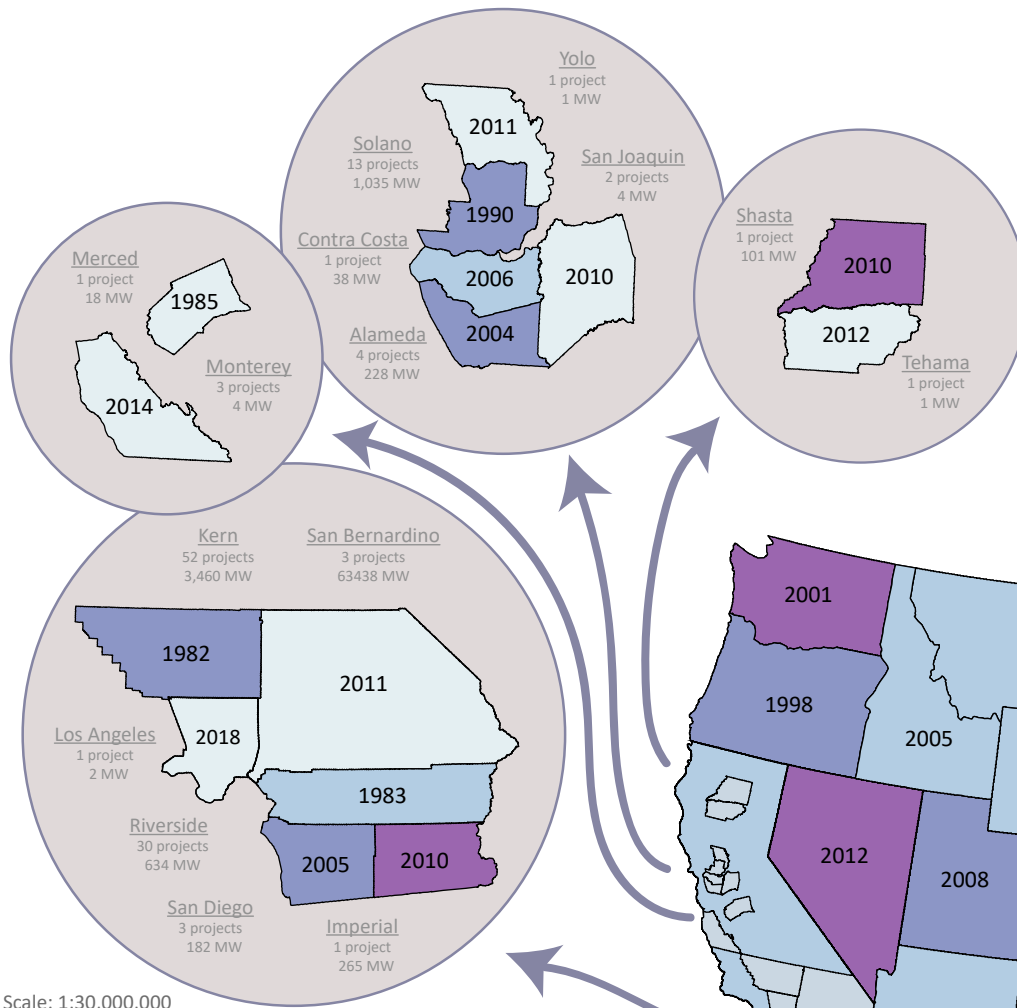 Yolo
1 project
1 MW
2011
Solano
13 projects
1,035 MW
San Joaquin
2 projects
4 MW
1990
Contra Costa
1 project
38 MW
2006
2010
Alameda
4 projects
228 MW
2004
Shasta
1 project
101 MW
2010
2012
Tehama
1 project
1 MW
Merced
1 project
18 MW
1985
Monterey
3 projects
4 MW
2014
Kern
52 projects
3,460 MW
San Bernardino
3 projects
63438 MW
1982
2011
Los Angeles
1 project
2 MW
2018
1983
Riverside
30 projects
634 MW
2005
2010
San Diego
3 projects
182 MW
Imperial
1 project
265 MW
2001
1998
2005
2012
2008
Scale: 1:30,000,000